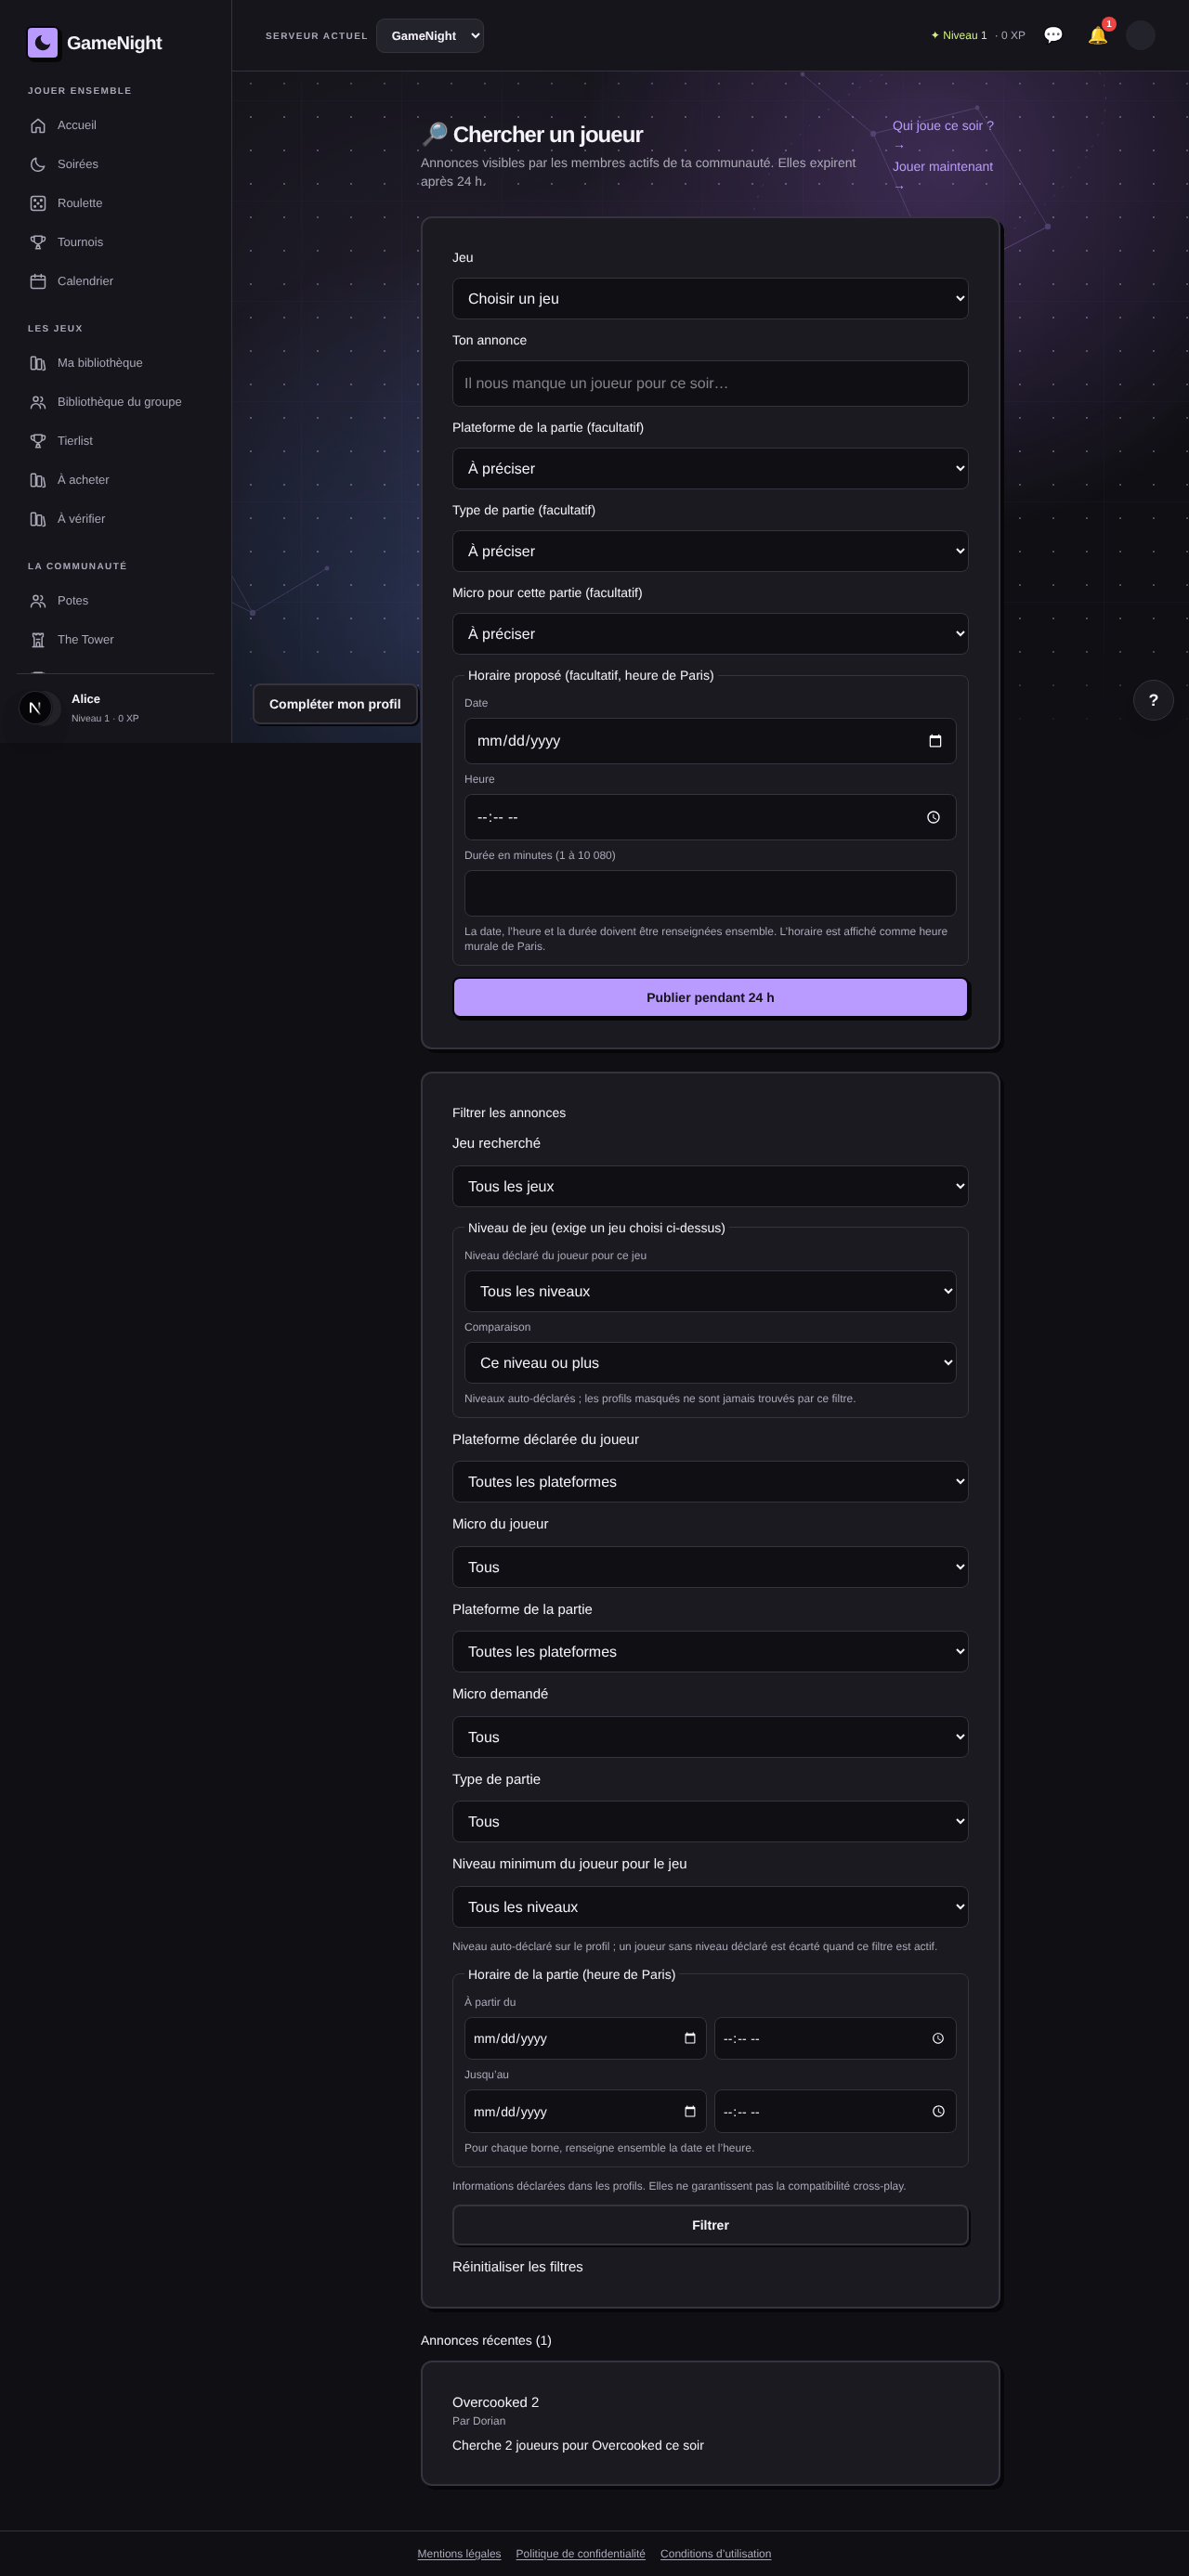 GameNight
JOUER ENSEMBLE
Accueil
Soirées
Roulette
Tournois
Calendrier
LES JEUX
Ma bibliothèque
Bibliothèque du groupe
Tierlist
À acheter
À vérifier
LA COMMUNAUTÉ
Potes
The Tower
N
Alice
Niveau 1 · 0 XP
SERVEUR ACTUEL
GameNight
✦ Niveau 1 · 0 XP
1
🔎 Chercher un joueur
Annonces visibles par les membres actifs de ta communauté. Elles expirent
après 24 h.
Qui joue ce soir ?
→
Jouer maintenant
→
Jeu
Choisir un jeu
Ton annonce
Il nous manque un joueur pour ce soir…
Plateforme de la partie (facultatif)
À préciser
Type de partie (facultatif)
À préciser
Micro pour cette partie (facultatif)
À préciser
Horaire proposé (facultatif, heure de Paris)
Date
mm/dd/yyyy
Heure
--:-- --
Durée en minutes (1 à 10 080)
La date, l'heure et la durée doivent être renseignées ensemble. L'horaire est affiché comme heure
murale de Paris.
Publier pendant 24 h
Compléter mon profil
?
Filtrer les annonces
Jeu recherché
Tous les jeux
Niveau de jeu (exige un jeu choisi ci-dessus)
Niveau déclaré du joueur pour ce jeu
Tous les niveaux
Comparaison
Ce niveau ou plus
Niveaux auto-déclarés ; les profils masqués ne sont jamais trouvés par ce filtre.
Plateforme déclarée du joueur
Toutes les plateformes
Micro du joueur
Tous
Plateforme de la partie
Toutes les plateformes
Micro demandé
Tous
Type de partie
Tous
Niveau minimum du joueur pour le jeu
Tous les niveaux
Niveau auto-déclaré sur le profil ; un joueur sans niveau déclaré est écarté quand ce filtre est actif.
Horaire de la partie (heure de Paris)
À partir du
mm/dd/yyyy --:-- --
Jusqu'au
mm/dd/yyyy --:-- --
Pour chaque borne, renseigne ensemble la date et l'heure.
Informations déclarées dans les profils. Elles ne garantissent pas la compatibilité cross-play.
Filtrer
Réinitialiser les filtres
Annonces récentes (1)
Overcooked 2
Par Dorian
Cherche 2 joueurs pour Overcooked ce soir
Mentions légales Politique de confidentialité Conditions d'utilisation